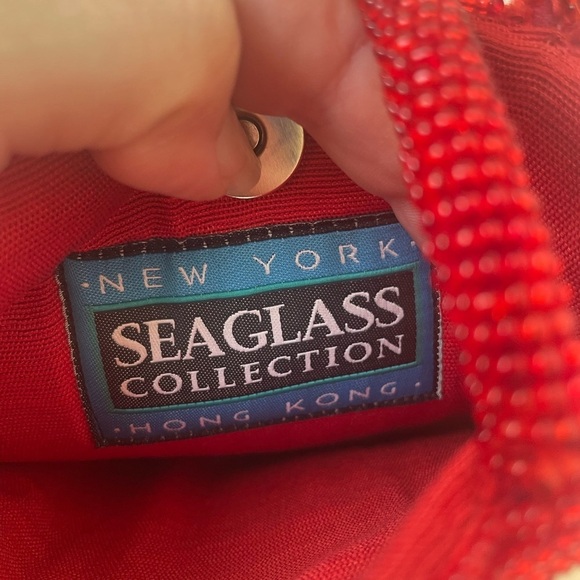 ·NEW YORK·
SEAGLASS
COLLECTION
·HONG KONG·